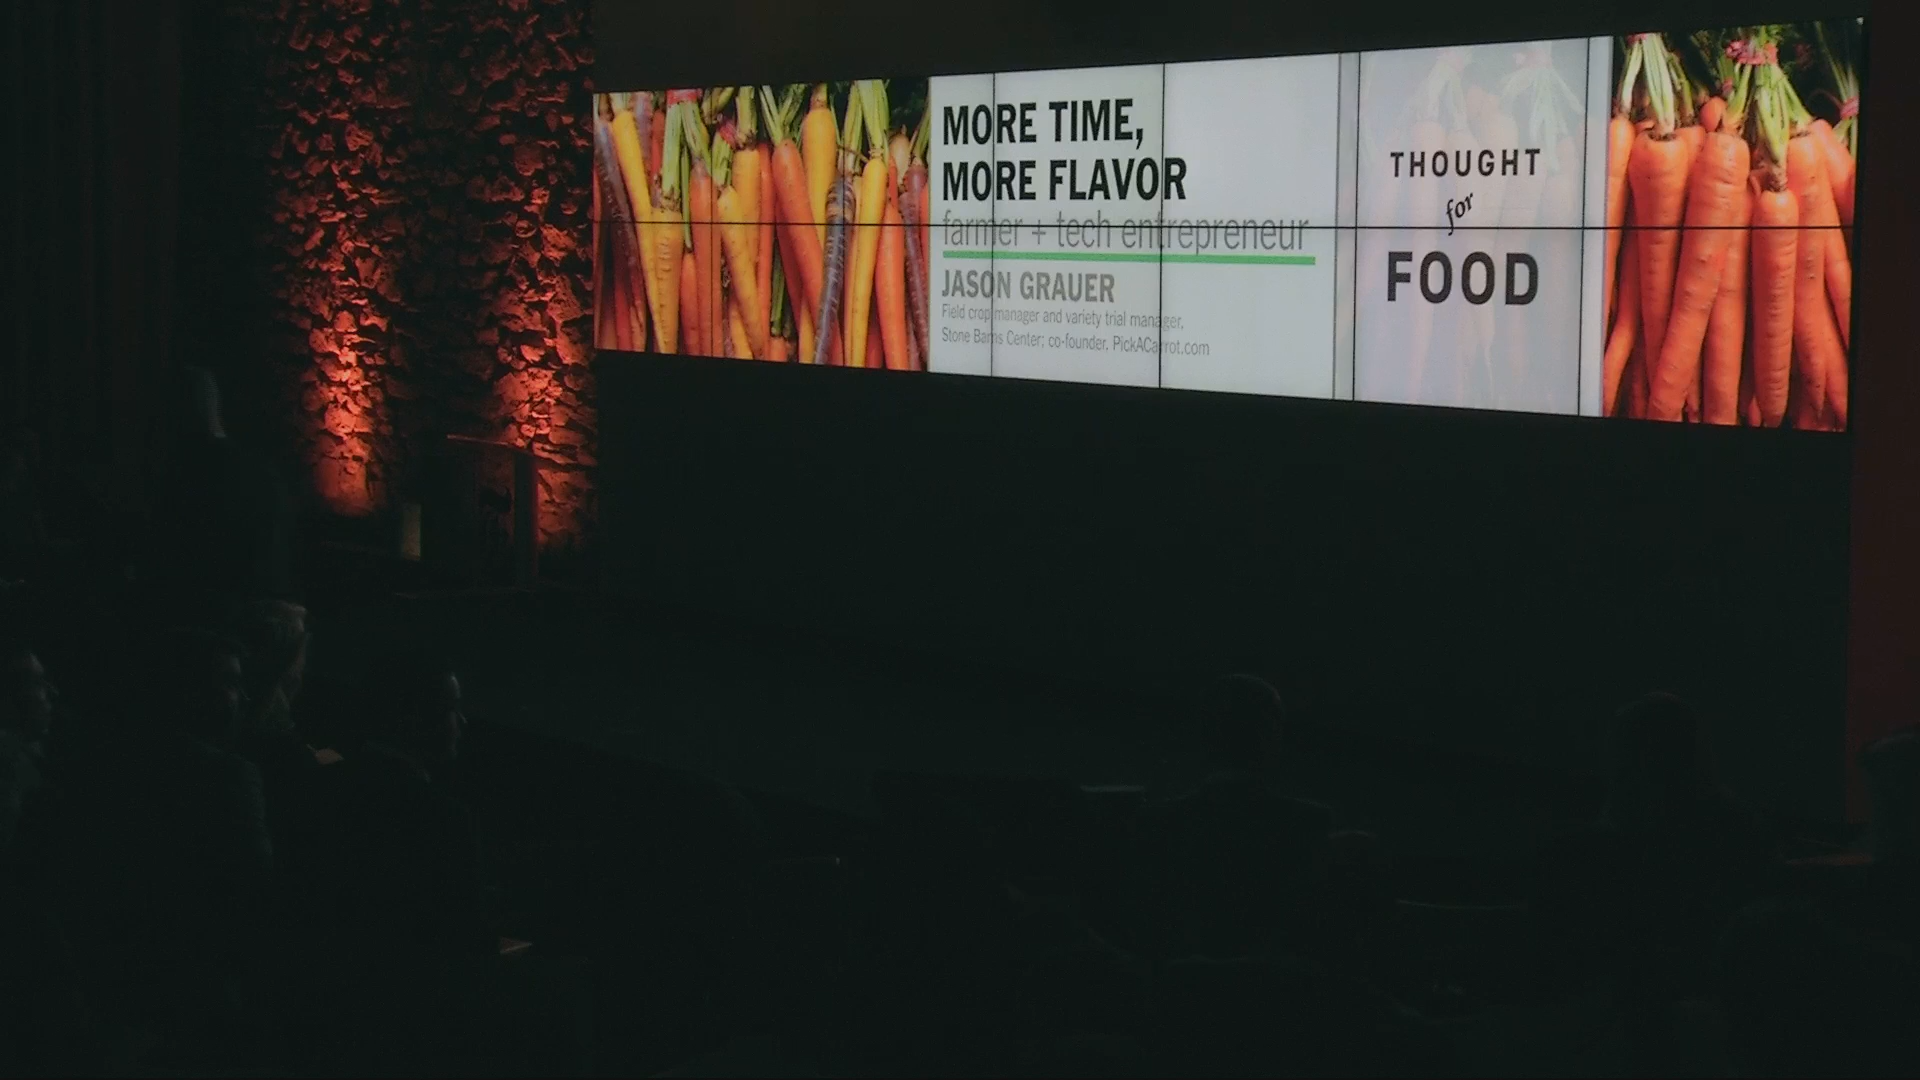 MORE TIME,
MORE FLAVOR
farmer + tech entrepreneur
JASON GRAUER
Field crop manager and variety trial manager,
Stone Barns Center; co-founder, PickACarrot.com
THOUGHT
for
FOOD